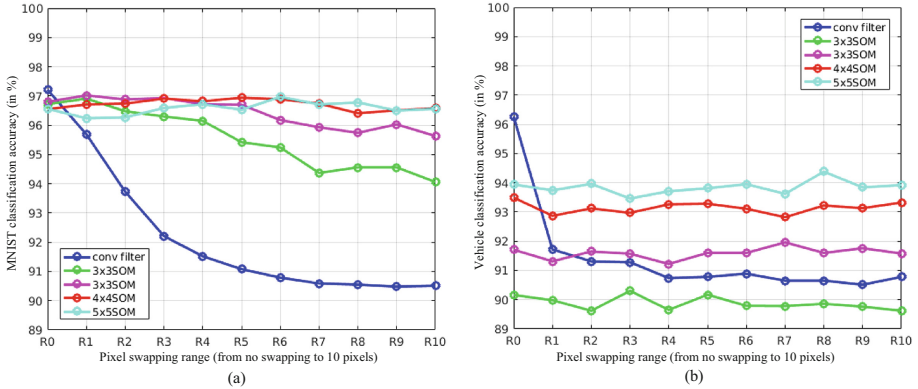 100
99
98
97
96
95
94
93
92
91
90
89
MNIST classification accuracy (in %)
conv filter
3x3SOM
3x3SOM
4x4SOM
5x5SOM
R0 R1 R2 R3 R4 R5 R6 R7 R8 R9 R10
Pixel swapping range (from no swapping to 10 pixels)
(a)
100
99
98
97
96
95
94
93
92
91
90
89
Vehicle classification accuracy (in %)
conv filter
3x3SOM
3x3SOM
4x4SOM
5x5SOM
R0 R1 R2 R3 R4 R5 R6 R7 R8 R9 R10
Pixel swapping range (from no swapping to 10 pixels)
(b)